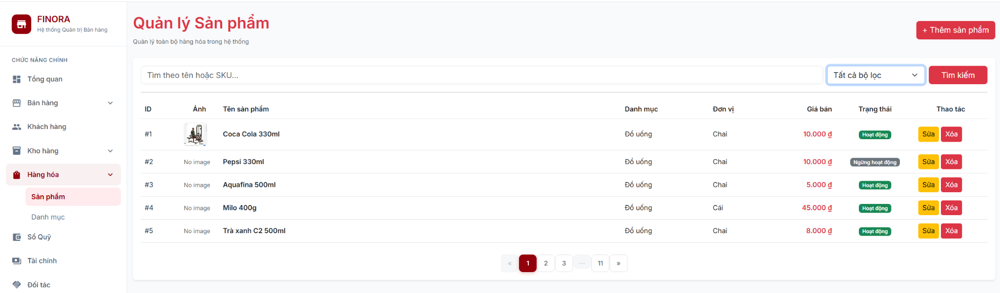 FINORA
Hệ thống Quản trị Bán hàng
CHỨC NĂNG CHÍNH
Tổng quan
Bán hàng
Khách hàng
Kho hàng
Hàng hóa
Sản phẩm
Danh mục
Sổ Quỹ
Tài chính
Đối tác
Quản lý Sản phẩm
Quản lý toàn bộ hàng hóa trong hệ thống
+ Thêm sản phẩm
Tìm theo tên hoặc SKU...
Tất cả bộ lọc
Tìm kiếm
ID Ảnh Tên sản phẩm Danh mục Đơn vị Giá bán Trạng thái Thao tác
#1 Coca Cola 330ml Đồ uống Chai 10.000 ₫ Hoạt động Sửa Xóa
#2 No image Pepsi 330ml Đồ uống Chai 10.000 ₫ Ngừng hoạt động Sửa Xóa
#3 No image Aquafina 500ml Đồ uống Chai 5.000 ₫ Hoạt động Sửa Xóa
#4 No image Milo 400g Đồ uống Cái 45.000 ₫ Hoạt động Sửa Xóa
#5 No image Trà xanh C2 500ml Đồ uống Chai 8.000 ₫ Hoạt động Sửa Xóa
« 1 2 3 ... 11 »